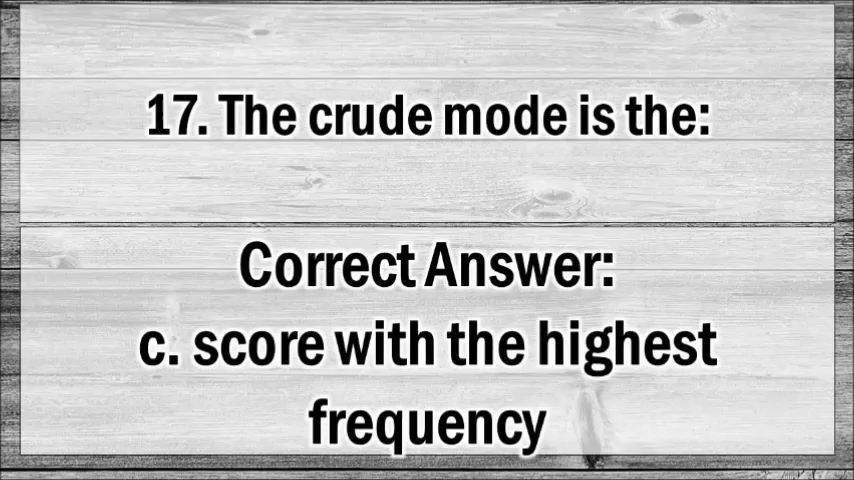 17. The crude mode is the:
Correct Answer:
c. score with the highest
frequency